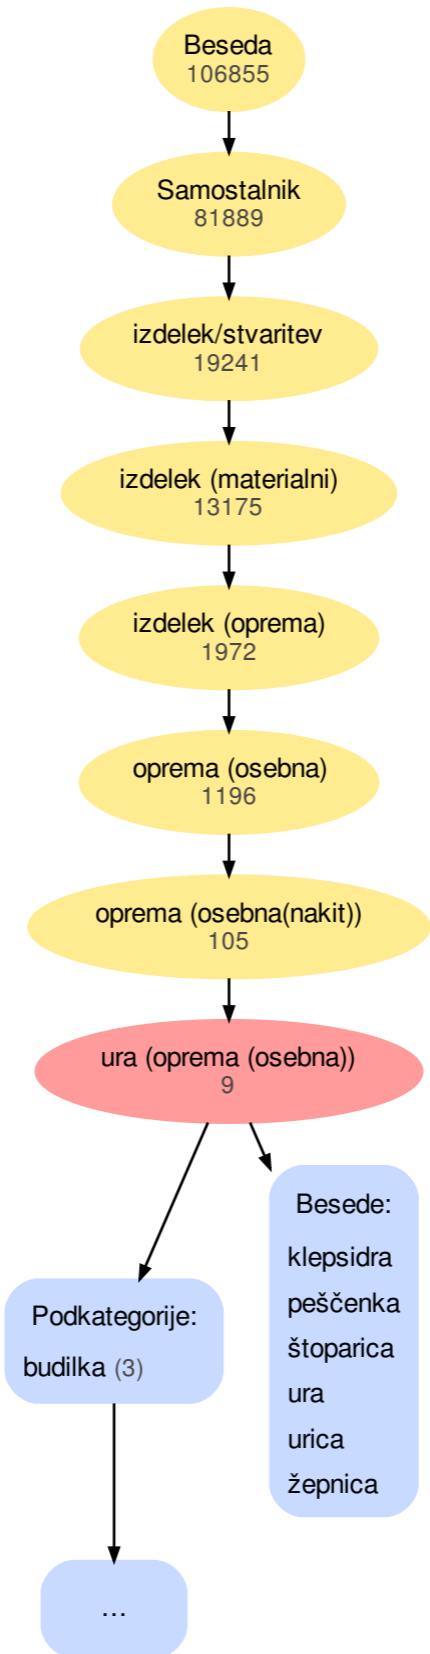 Beseda
106855
Samostalnik
81889
izdelek/stvaritev
19241
izdelek (materialni)
13175
izdelek (oprema)
1972
oprema (osebna)
1196
oprema (osebna(nakit))
105
ura (oprema (osebna))
9
Podkategorije:
budilka (3)
...
Besede:
klepsidra
peščenka
štoparica
ura
urica
žepnica